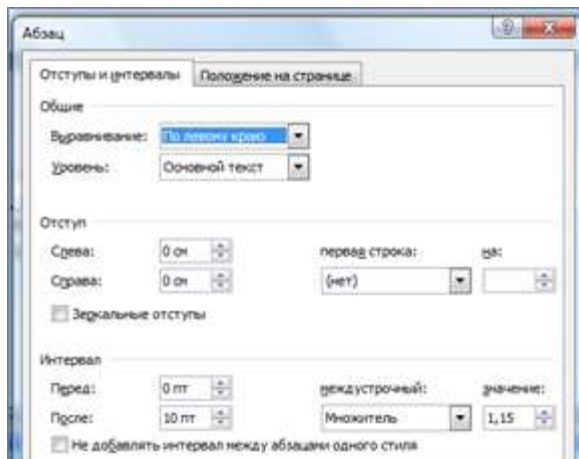 Абзац
Отступы и интервалы Положение на странице
Общие
Выравнивание: По левому краю
Уровень: Основной текст
Отступ
Слева: 0 см первая строка: на:
Справа: 0 см (нет)
Зеркальные отступы
Интервал
Перед: 0 пт междустрочный: значение:
После: 10 пт Множитель 1,15
Не добавлять интервал между абзацами одного стиля